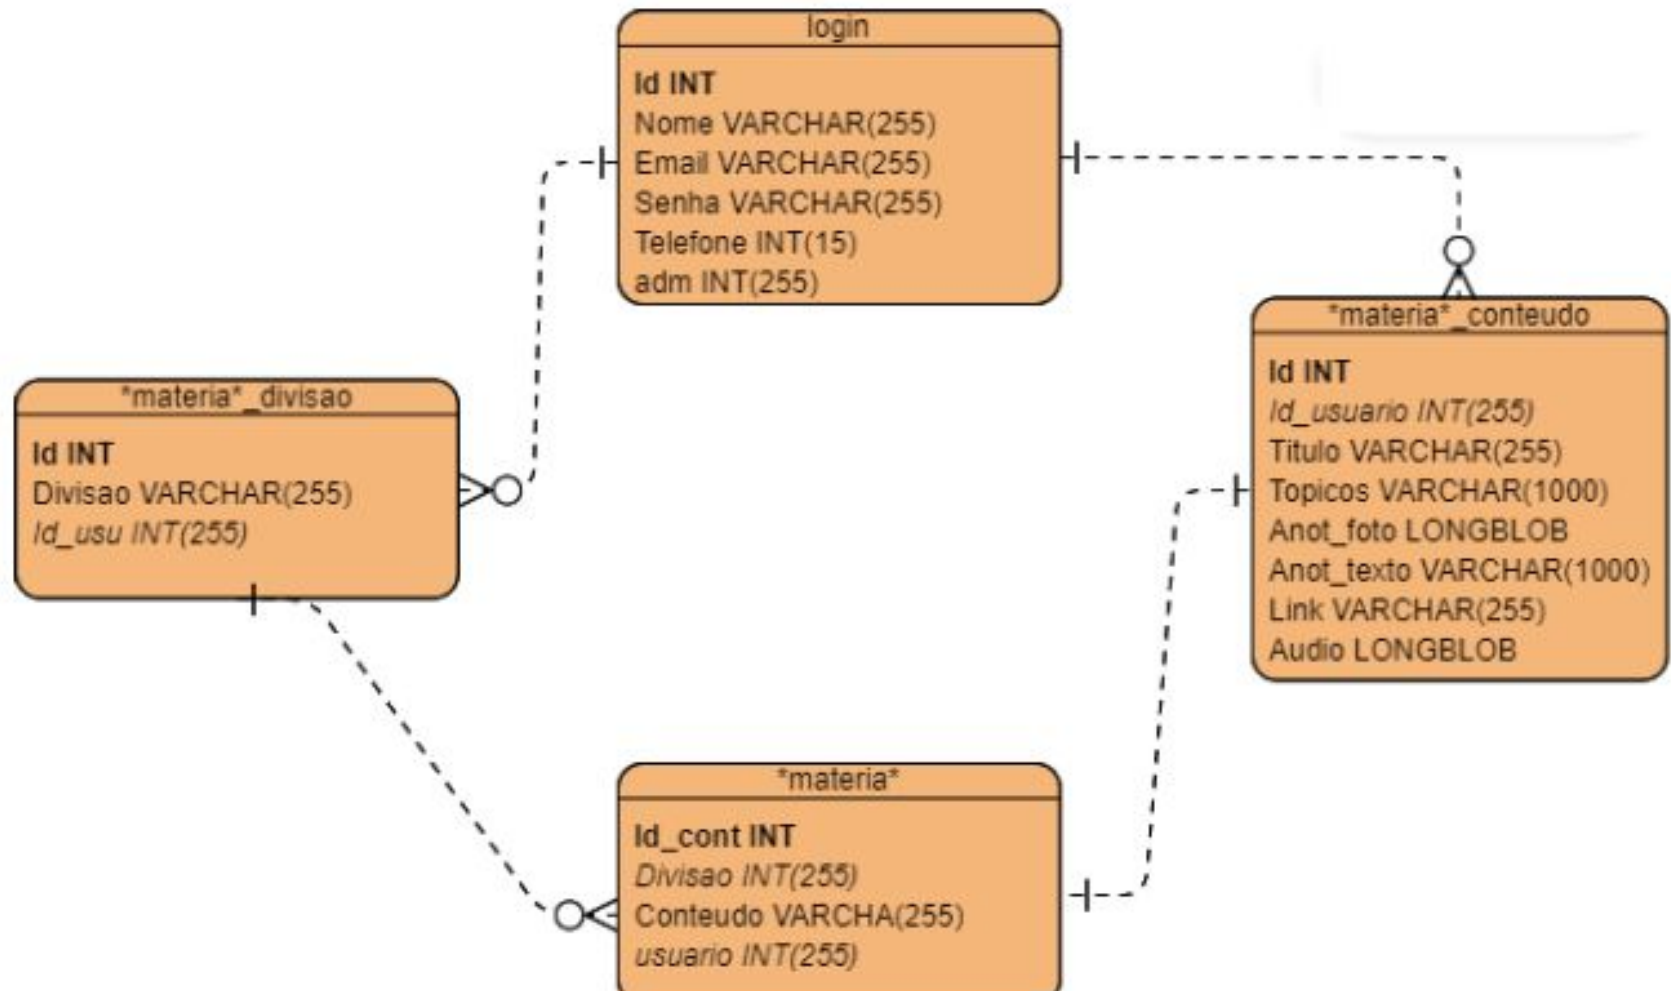 login
Id INT
Nome VARCHAR(255)
Email VARCHAR(255)
Senha VARCHAR(255)
Telefone INT(15)
adm INT(255)
*materia*_conteudo
Id INT
Id_usuario INT(255)
Titulo VARCHAR(255)
Topicos VARCHAR(1000)
Anot_foto LONGBLOB
Anot_texto VARCHAR(1000)
Link VARCHAR(255)
Audio LONGBLOB
*materia*_divisao
Id INT
Divisao VARCHAR(255)
Id_usu INT(255)
*materia*
Id_cont INT
Divisao INT(255)
Conteudo VARCHA(255)
usuario INT(255)